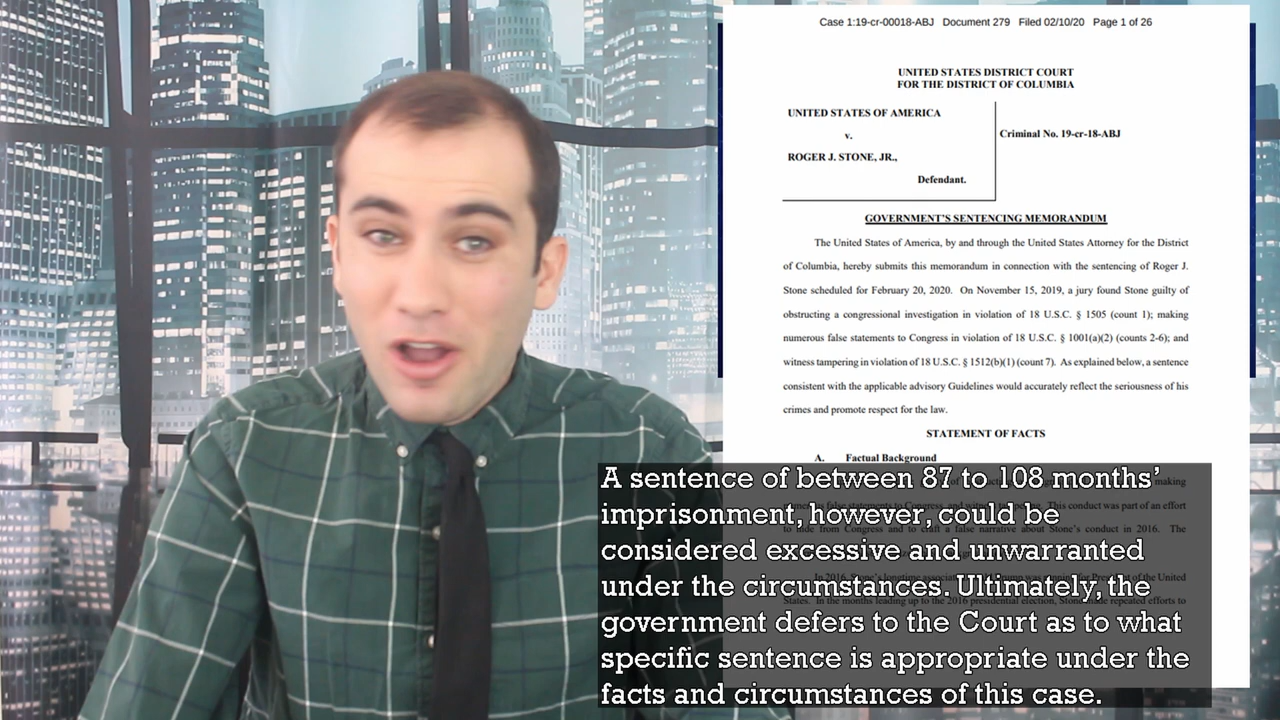 Case 1:19-cr-00018-ABJ Document 279 Filed 02/10/20 Page 1 of 26
UNITED STATES DISTRICT COURT
FOR THE DISTRICT OF COLUMBIA
UNITED STATES OF AMERICA
v.
ROGER J. STONE, JR.,
Defendant.
Criminal No. 19-cr-18-ABJ
GOVERNMENT'S SENTENCING MEMORANDUM
The United States of America, by and through the United States Attorney for the District
of Columbia, hereby submits this memorandum in connection with the sentencing of Roger J.
Stone scheduled for February 20, 2020. On November 15, 2019, a jury found Stone guilty of
obstructing a congressional investigation in violation of 18 U.S.C. § 1505 (count 1); making
numerous false statements to Congress in violation of 18 U.S.C. § 1001(a)(2) (counts 2-6); and
witness tampering in violation of 18 U.S.C. § 1512(b)(1) (count 7). As explained below, a sentence
consistent with the applicable advisory Guidelines would accurately reflect the seriousness of his
crimes and promote respect for the law.
STATEMENT OF FACTS
A. Factual Background
A sentence of between 87 to 108 months'
imprisonment, however, could be
considered excessive and unwarranted
under the circumstances. Ultimately, the
government defers to the Court as to what
specific sentence is appropriate under the
facts and circumstances of this case.